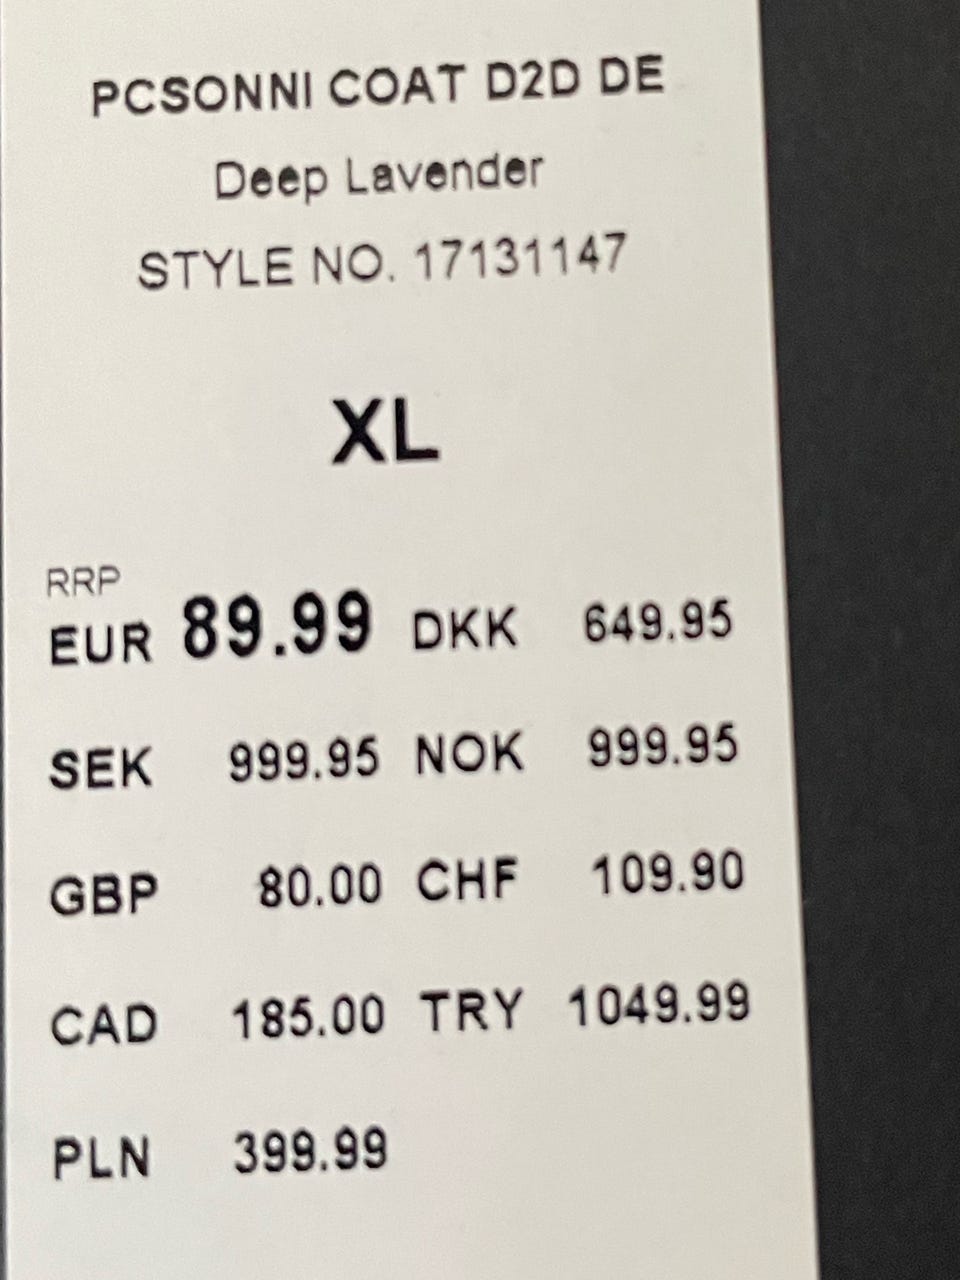 PCSONNI COAT D2D DE
Deep Lavender
STYLE NO. 17131147
XL
RRP
EUR 89.99 DKK 649.95
SEK 999.95 NOK 999.95
GBP 80.00 CHF 109.90
CAD 185.00 TRY 1049.99
PLN 399.99